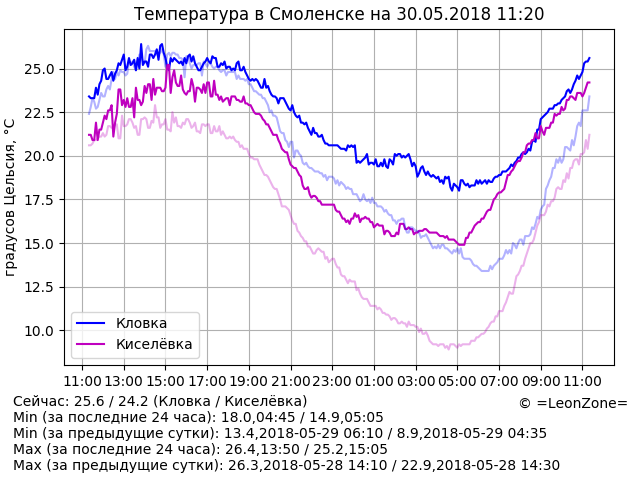 Температура в Смоленске на 30.05.2018 11:20
градусов Цельсия, °C
25.0
22.5
20.0
17.5
15.0
12.5
10.0
Кловка
Киселёвка
11:00 13:00 15:00 17:00 19:00 21:00 23:00 01:00 03:00 05:00 07:00 09:00 11:00
Сейчас: 25.6 / 24.2 (Кловка / Киселёвка)
© =LeonZone=
Min (за последние 24 часа): 18.0,04:45 / 14.9,05:05
Min (за предыдущие сутки): 13.4,2018-05-29 06:10 / 8.9,2018-05-29 04:35
Max (за последние 24 часа): 26.4,13:50 / 25.2,15:05
Max (за предыдущие сутки): 26.3,2018-05-28 14:10 / 22.9,2018-05-28 14:30